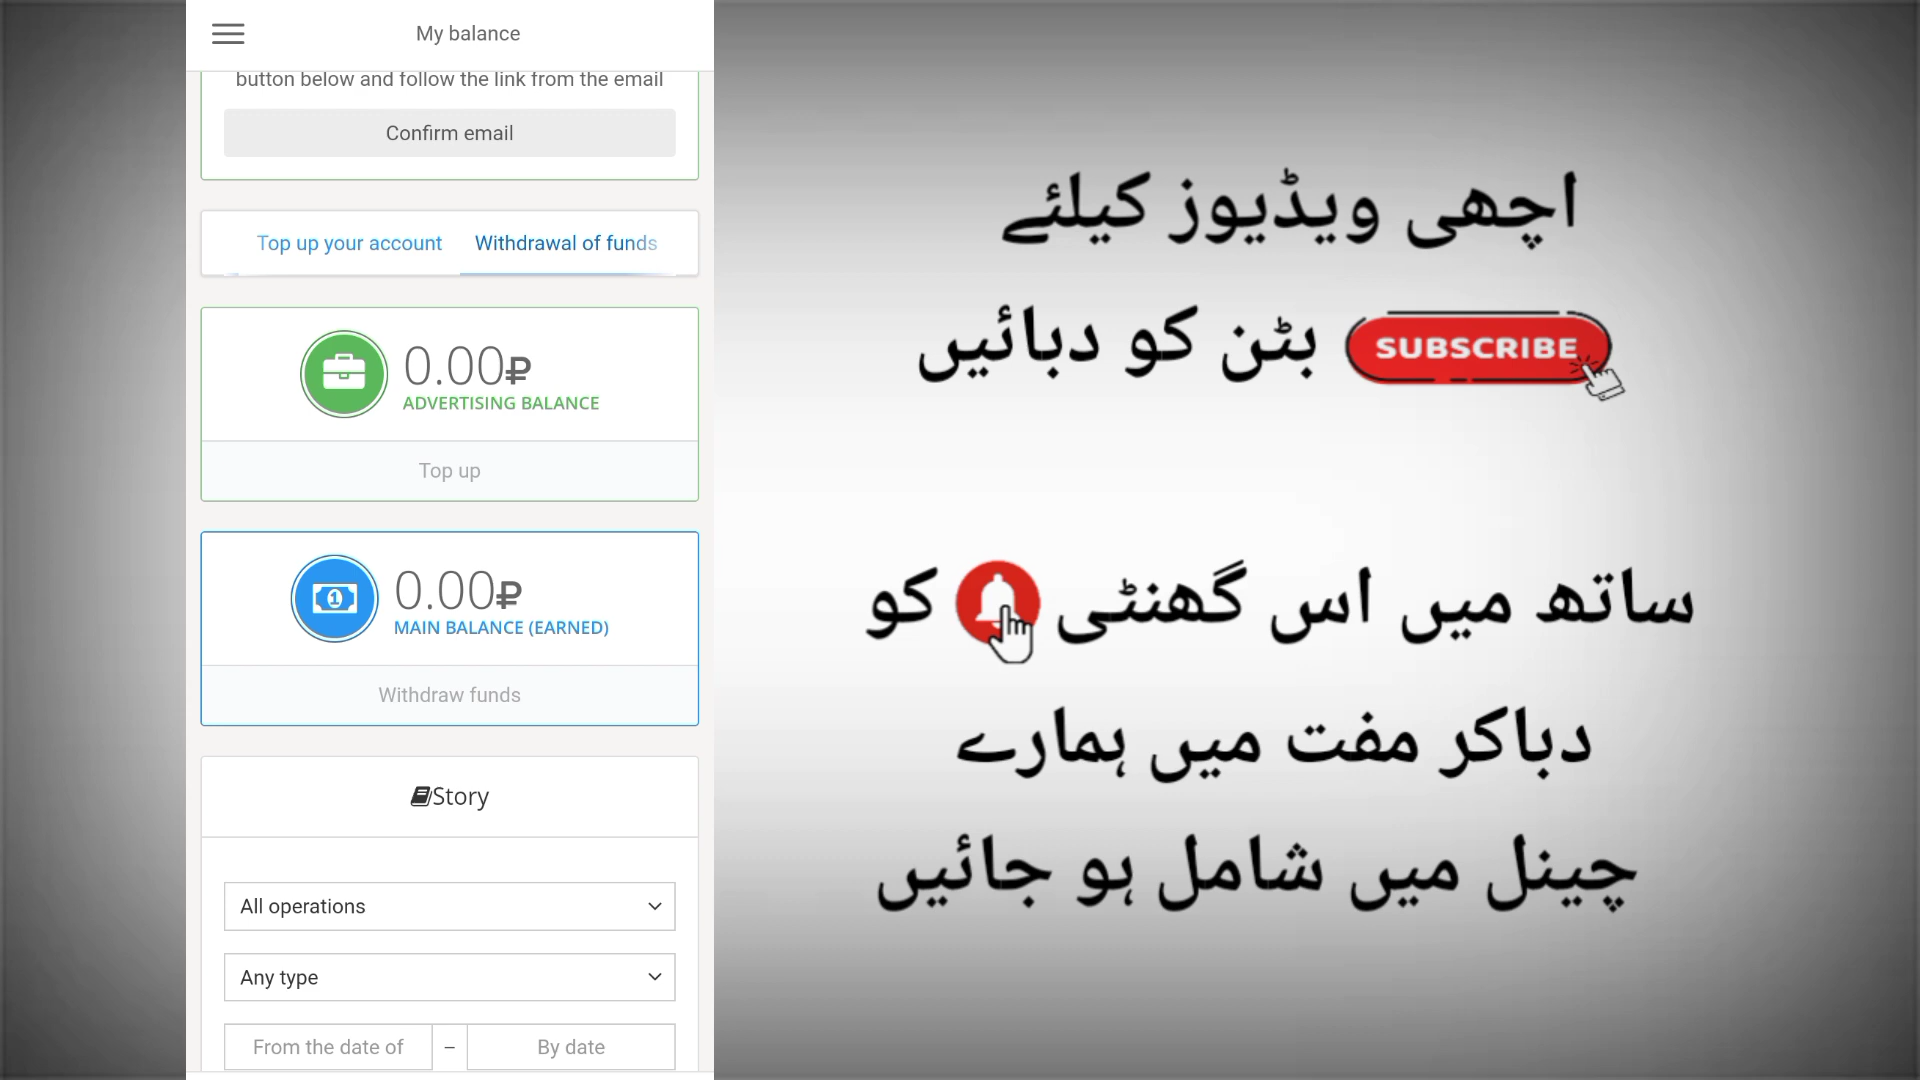 My balance
button below and follow the link from the email
Confirm email
Top up your account
Withdrawal of funds
0.00₽
ADVERTISING BALANCE
Top up
0.00₽
MAIN BALANCE (EARNED)
Withdraw funds
Story
All operations
Any type
From the date of – By date
اچھی ویڈیوز کیلئے
SUBSCRIBE بٹن کو دبائیں
ساتھ میں اس گھنٹی کو
دباکر مفت میں ہمارے
چینل میں شامل ہو جائیں